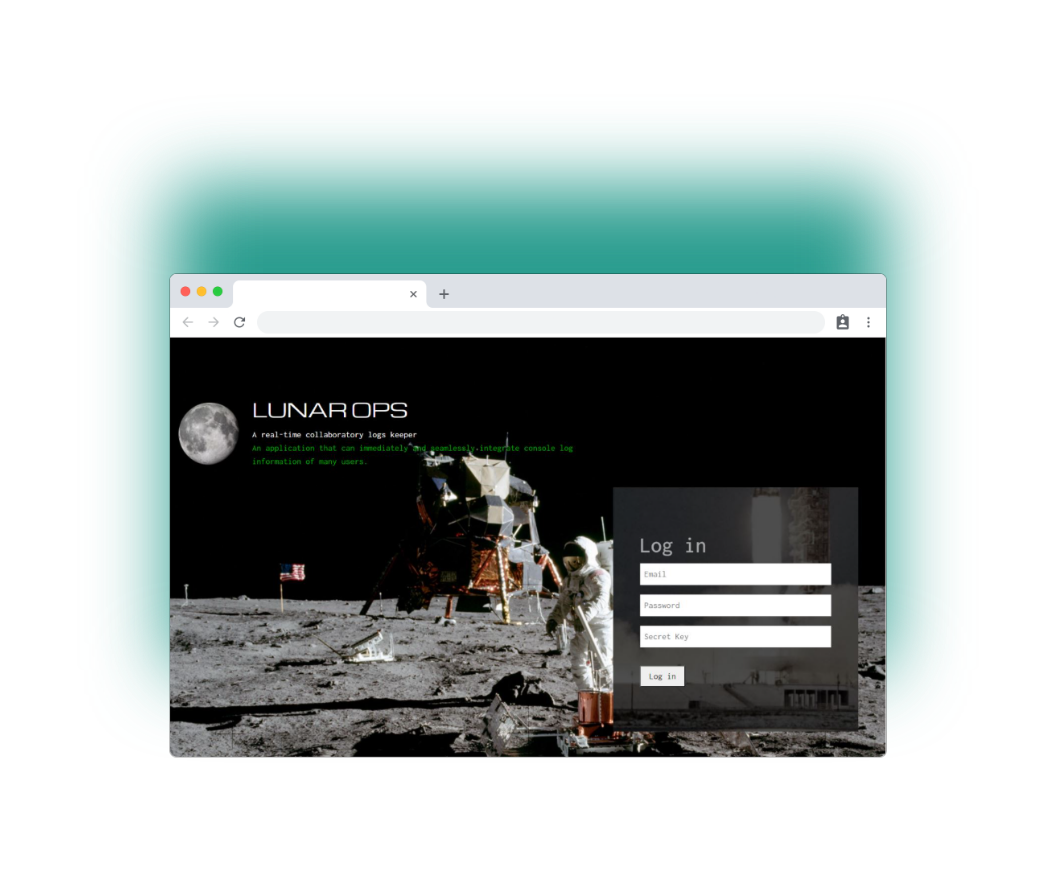 LUNAR OPS
A real-time collaboratory logs keeper
An application that can immediately and seamlessly integrate console log
information of many users.
Log in
Email
Password
Secret Key
Log in